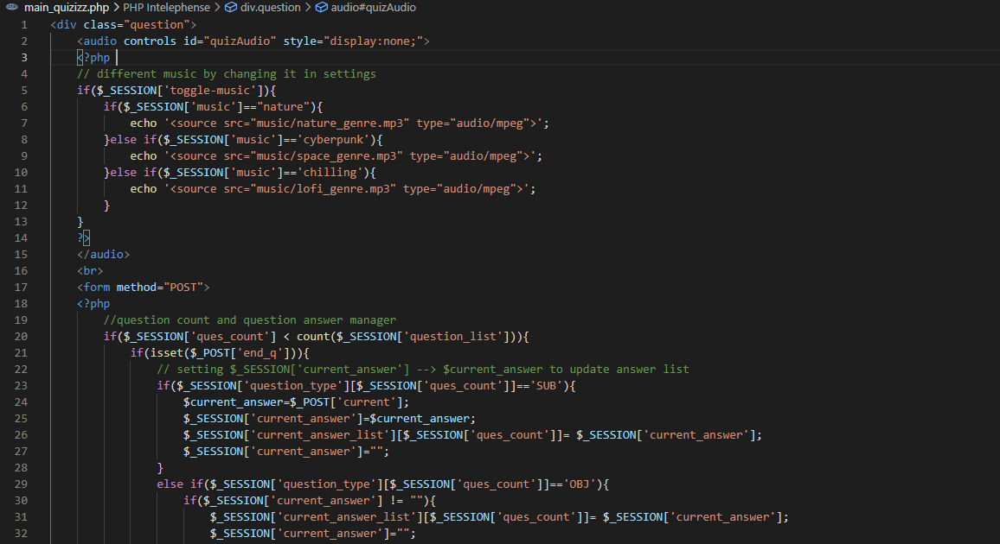 main_quizizz.php > PHP Intelephense > div.question > audio#quizAudio
1 <div class="question">
2 <audio controls id="quizAudio" style="display:none;">
3 <?php
4 // different music by changing it in settings
5 if($_SESSION['toggle-music']){
6 if($_SESSION['music']=="nature"){
7 echo '<source src="music/nature_genre.mp3" type="audio/mpeg">';
8 }else if($_SESSION['music']=='cyberpunk'){
9 echo '<source src="music/space_genre.mp3" type="audio/mpeg">';
10 }else if($_SESSION['music']=='chilling'){
11 echo '<source src="music/lofi_genre.mp3" type="audio/mpeg">';
12 }
13 }
14 ?>
15 </audio>
16 <br>
17 <form method="POST">
18 <?php
19 //question count and question answer manager
20 if($_SESSION['ques_count'] < count($_SESSION['question_list'])){
21 if(isset($_POST['end_q'])){
22 // setting $_SESSION['current_answer'] --> $current_answer to update answer list
23 if($_SESSION['question_type'][$_SESSION['ques_count']]=='SUB'){
24 $current_answer=$_POST['current'];
25 $_SESSION['current_answer']=$current_answer;
26 $_SESSION['current_answer_list'][$_SESSION['ques_count']]= $_SESSION['current_answer'];
27 $_SESSION['current_answer']="";
28 }
29 else if($_SESSION['question_type'][$_SESSION['ques_count']]=='OBJ'){
30 if($_SESSION['current_answer'] != ""){
31 $_SESSION['current_answer_list'][$_SESSION['ques_count']]= $_SESSION['current_answer'];
32 $_SESSION['current_answer']="";